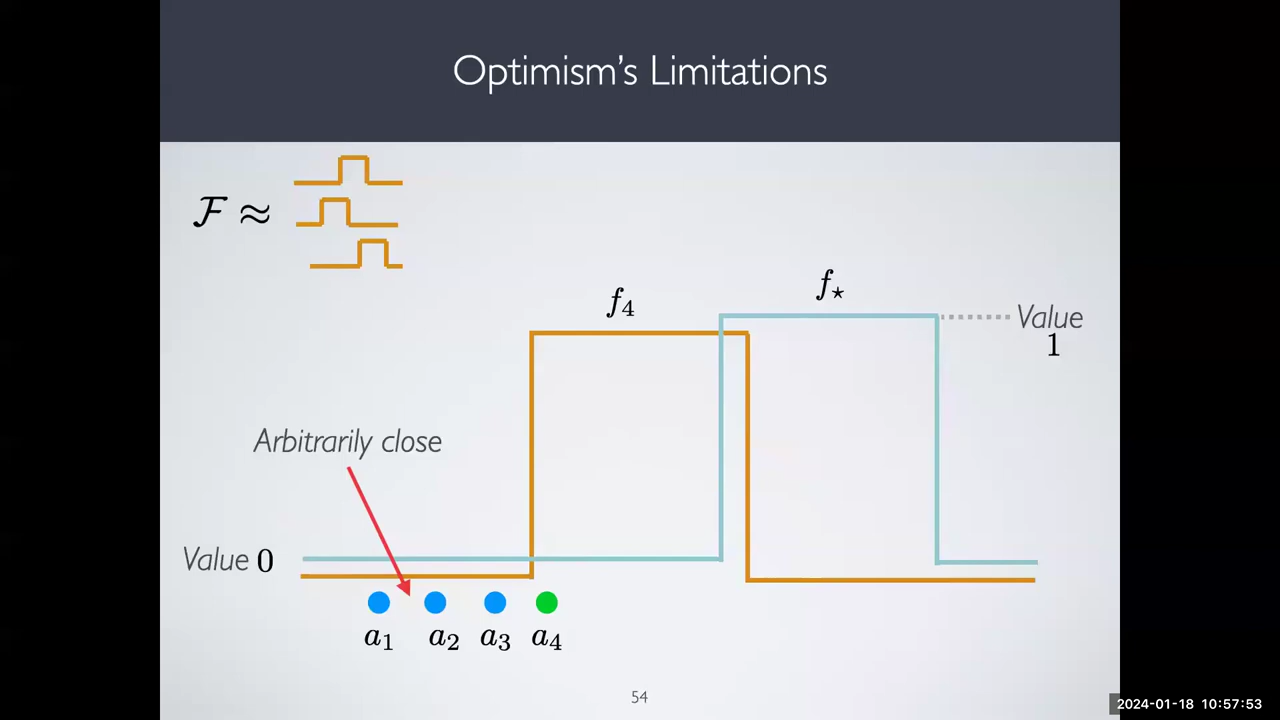 Optimism's Limitations
ℱ ≈
f₄
f⋆
Value
1
Arbitrarily close
Value 0
a₁ a₂ a₃ a₄
54
2024-01-18 10:57:53